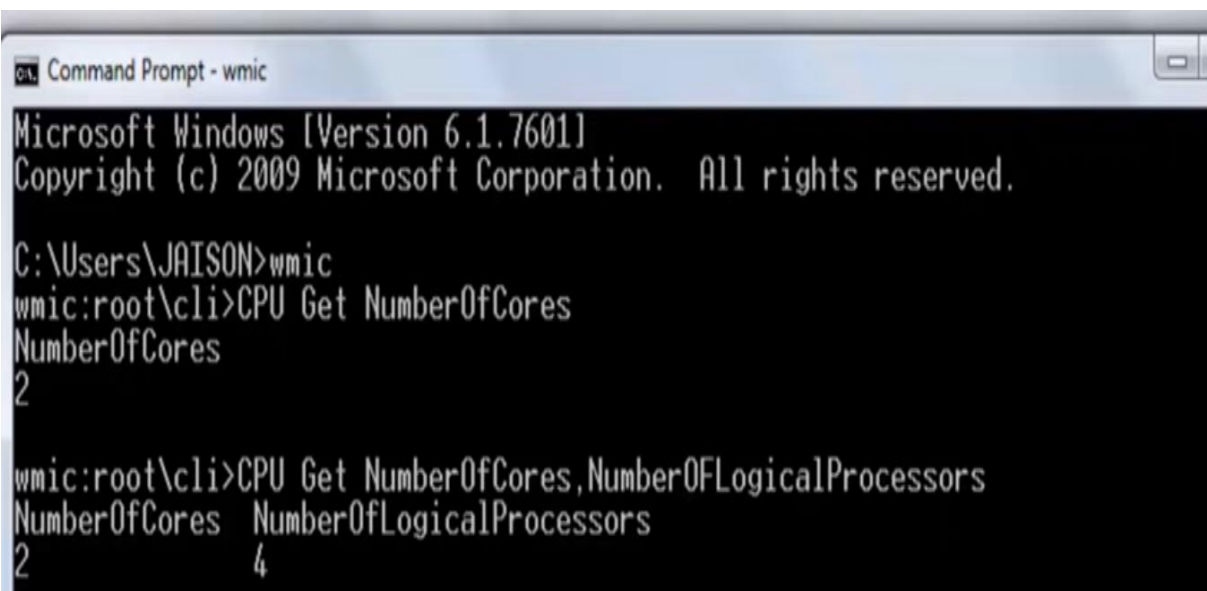 Command Prompt - wmic
Microsoft Windows [Version 6.1.7601]
Copyright (c) 2009 Microsoft Corporation.  All rights reserved.
C:\Users\JAISON>wmic
wmic:root\cli>CPU Get NumberOfCores
NumberOfCores
2
wmic:root\cli>CPU Get NumberOfCores,NumberOFLogicalProcessors
NumberOfCores  NumberOfLogicalProcessors
2              4